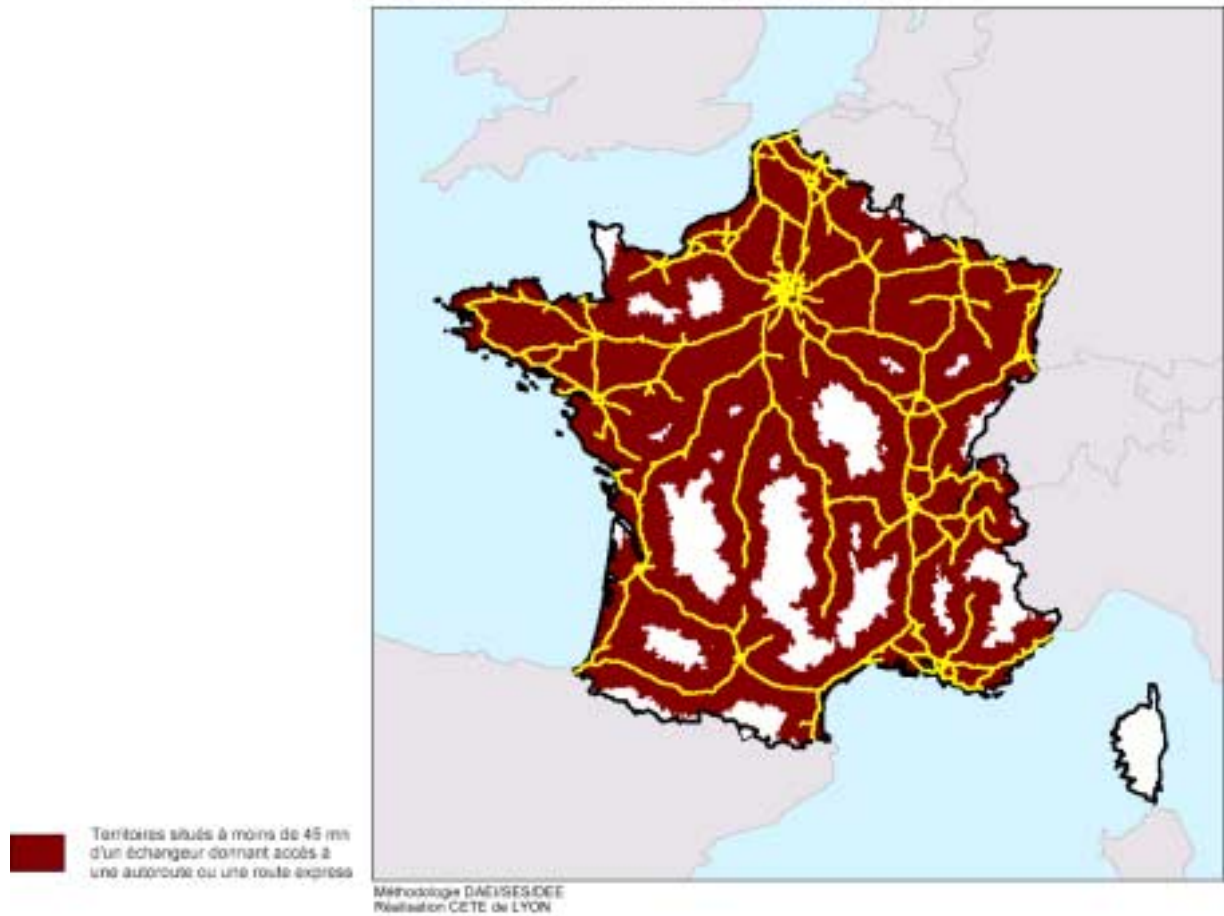 Territoires situés à moins de 45 mn
d'un échangeur donnant accès à
une autoroute ou une route express
Méthodologie DAEI/SES/DEE
Réalisation CETE de LYON